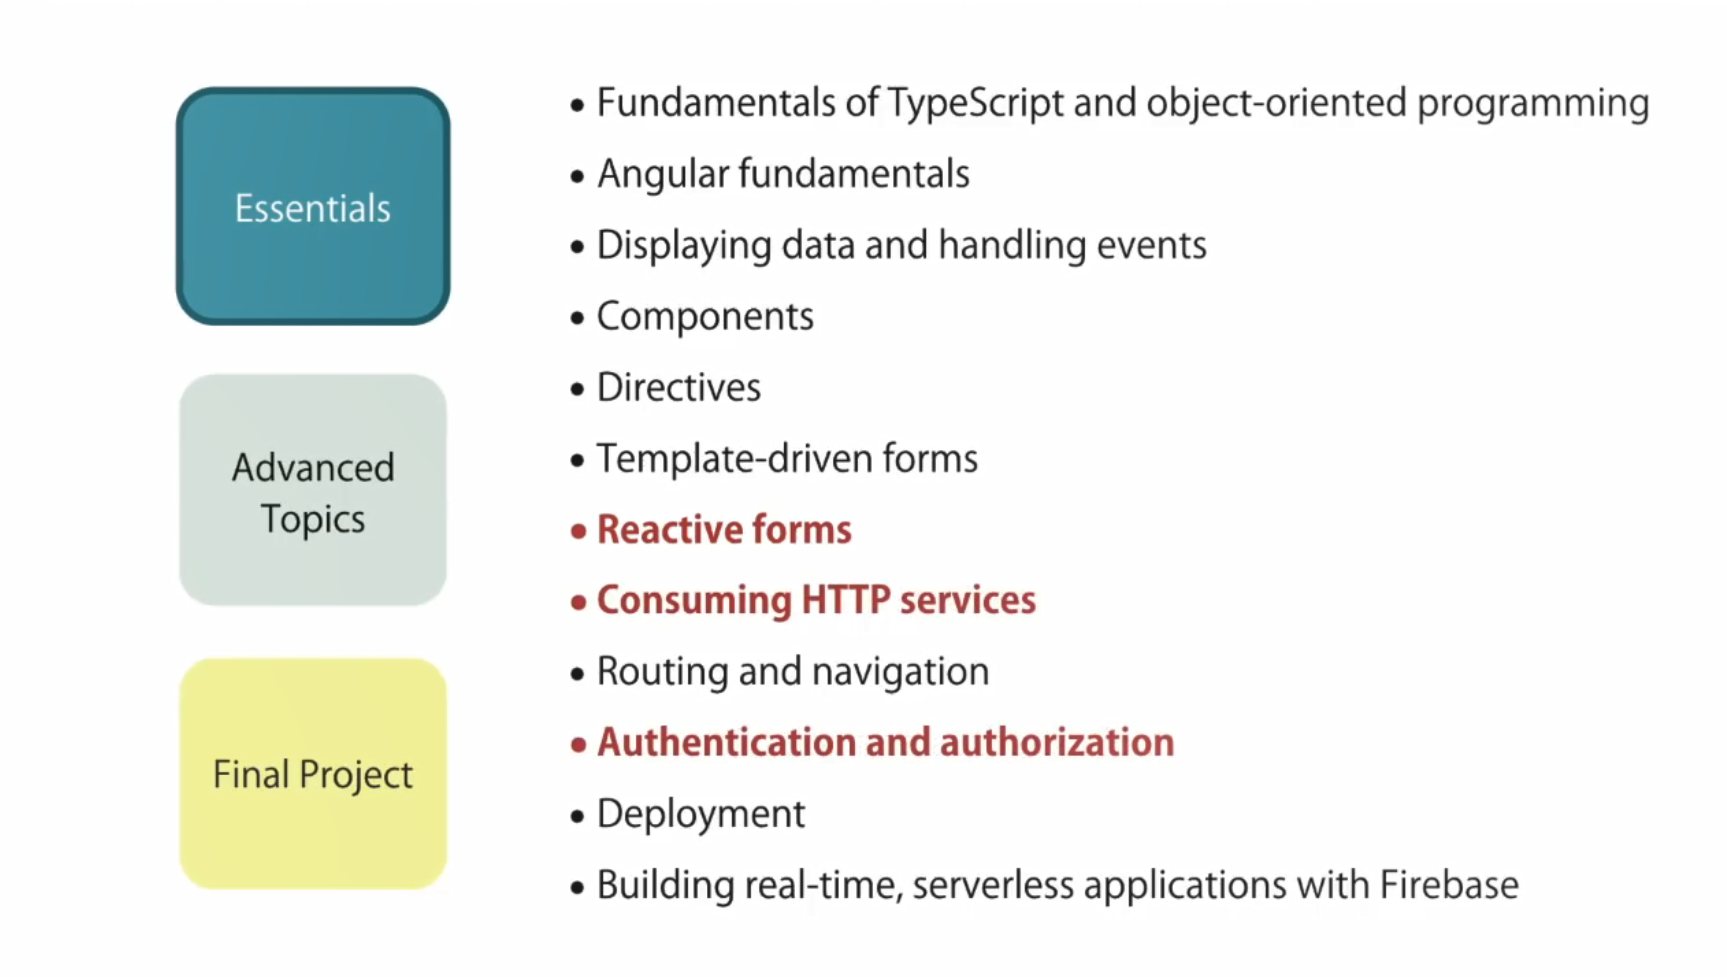 Essentials
Advanced
Topics
Final Project
• Fundamentals of TypeScript and object-oriented programming
• Angular fundamentals
• Displaying data and handling events
• Components
• Directives
• Template-driven forms
• Reactive forms
• Consuming HTTP services
• Routing and navigation
• Authentication and authorization
• Deployment
• Building real-time, serverless applications with Firebase